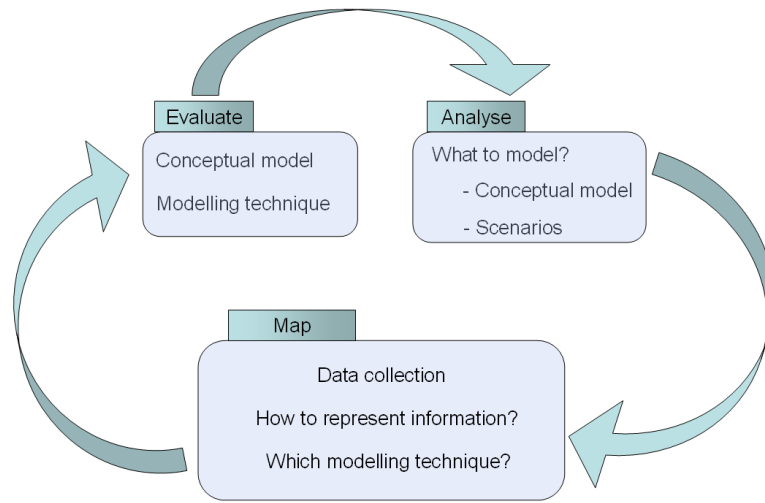 Evaluate
Conceptual model
Modelling technique
Analyse
What to model?
- Conceptual model
- Scenarios
Map
Data collection
How to represent information?
Which modelling technique?